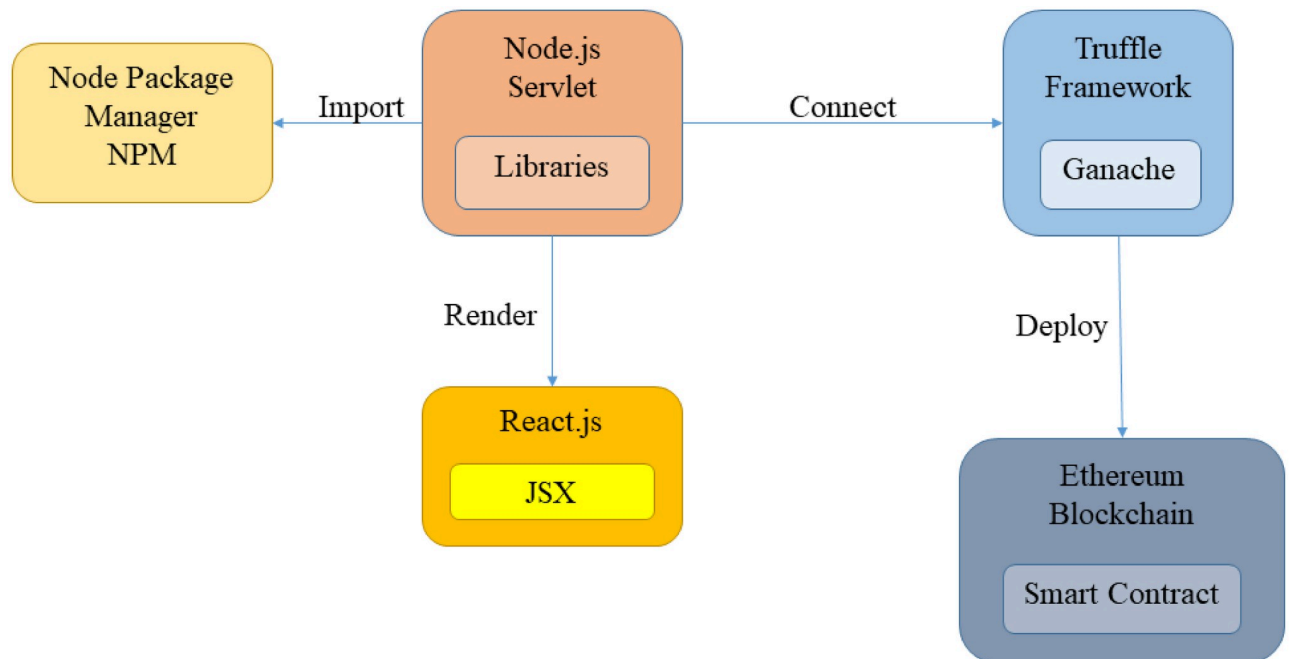 Node Package
Manager
NPM
Import
Node.js
Servlet
Libraries
Connect
Truffle
Framework
Ganache
Render
Deploy
React.js
JSX
Ethereum
Blockchain
Smart Contract